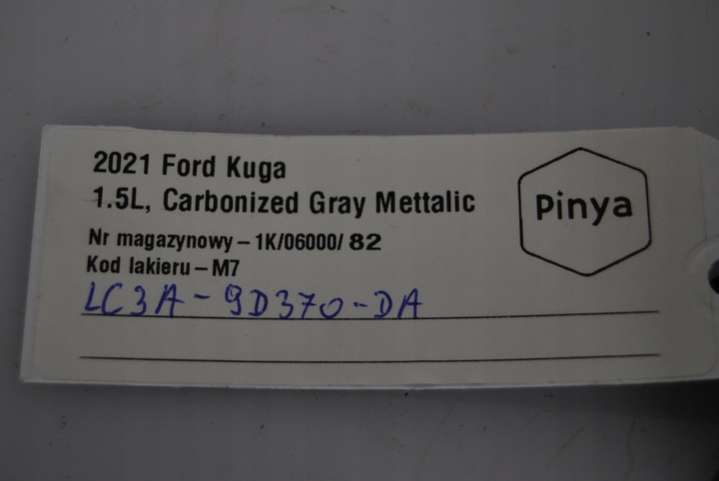 2021 Ford Kuga
1.5L, Carbonized Gray Mettalic
Pinya
Nr magazynowy – 1K/06000/ 82
Kod lakieru – M7
LC3A - 9D370-DA